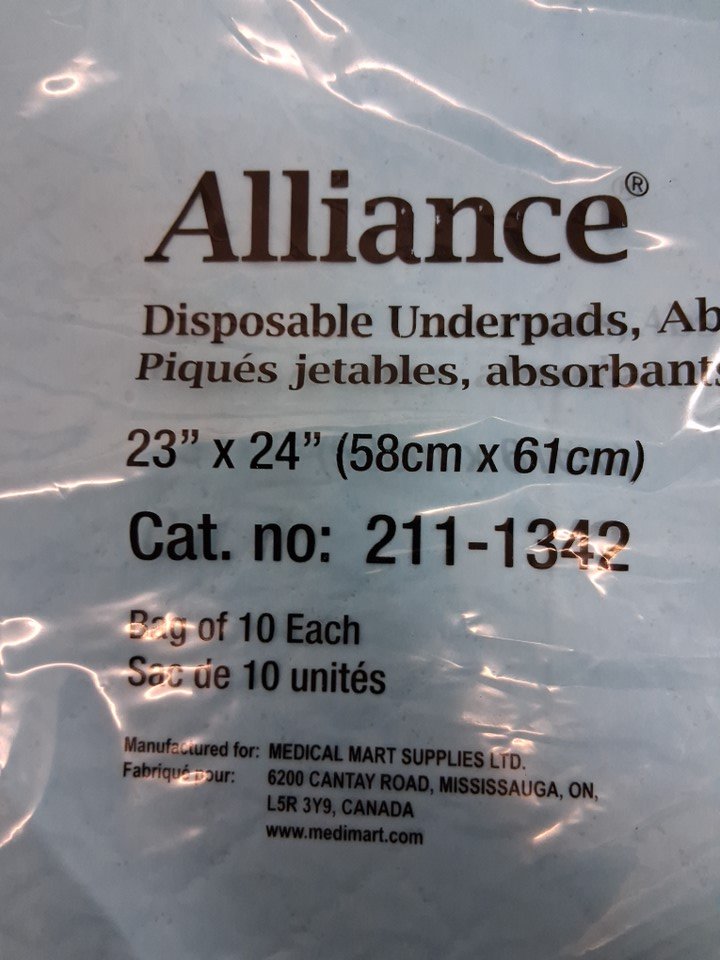 Alliance®
Disposable Underpads, Ab
Piqués jetables, absorbants
23” x 24” (58cm x 61cm)
Cat. no: 211-1342
Bag of 10 Each
Sac de 10 unités
Manufactured for: MEDICAL MART SUPPLIES LTD.
Fabriqué pour: 6200 CANTAY ROAD, MISSISSAUGA, ON,
L5R 3Y9, CANADA
www.medimart.com